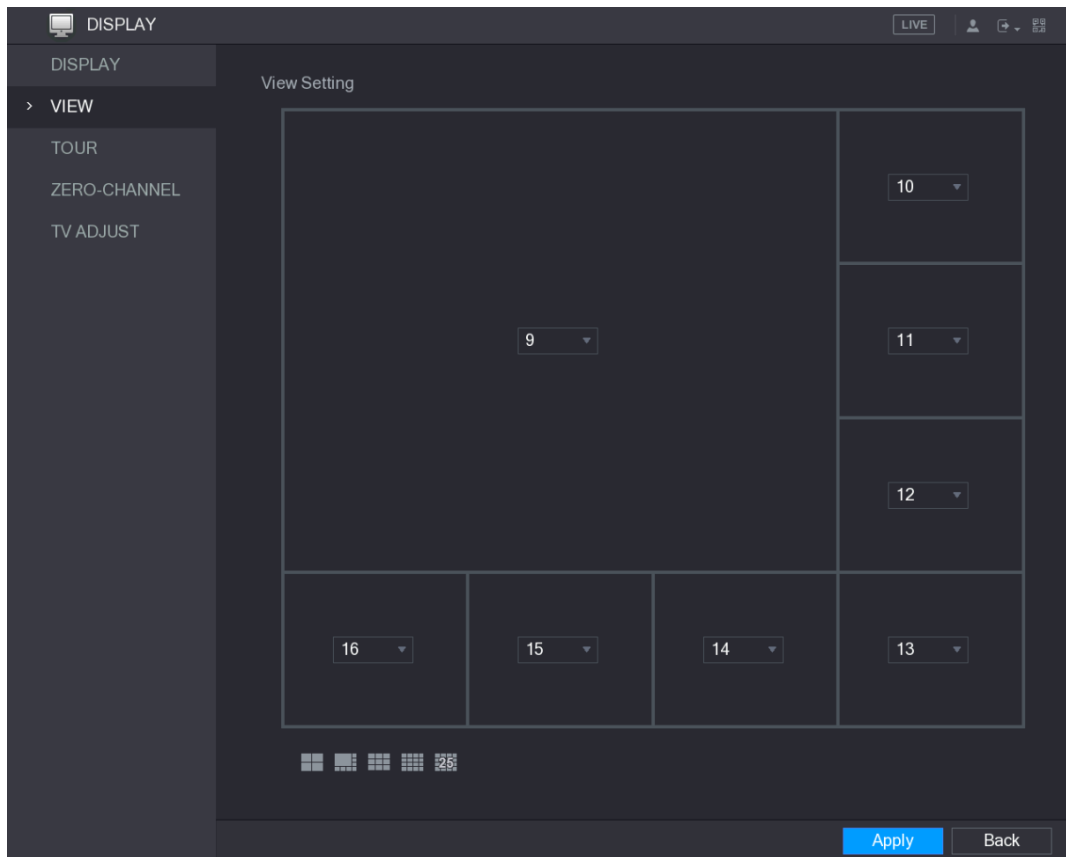 DISPLAY
LIVE
DISPLAY
VIEW
TOUR
ZERO-CHANNEL
TV ADJUST
View Setting
10
9
11
12
16
15
14
13
25
Apply
Back